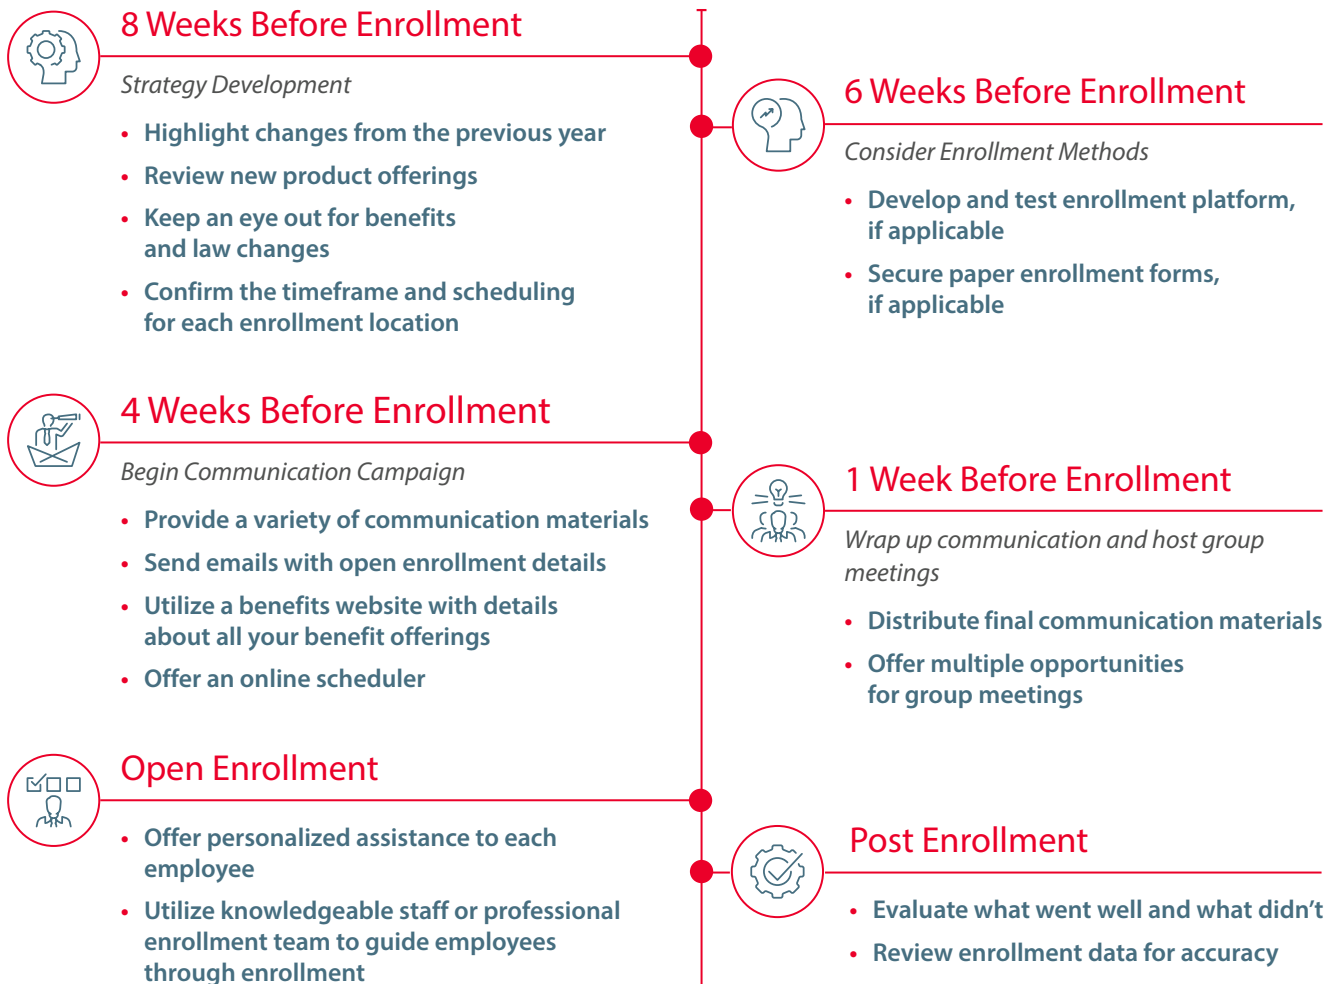 8 Weeks Before Enrollment
Strategy Development
• Highlight changes from the previous year
• Review new product offerings
• Keep an eye out for benefits
and law changes
• Confirm the timeframe and scheduling
for each enrollment location
6 Weeks Before Enrollment
Consider Enrollment Methods
• Develop and test enrollment platform,
if applicable
• Secure paper enrollment forms,
if applicable
4 Weeks Before Enrollment
Begin Communication Campaign
• Provide a variety of communication materials
• Send emails with open enrollment details
• Utilize a benefits website with details
about all your benefit offerings
• Offer an online scheduler
1 Week Before Enrollment
Wrap up communication and host group
meetings
• Distribute final communication materials
• Offer multiple opportunities
for group meetings
Open Enrollment
• Offer personalized assistance to each
employee
• Utilize knowledgeable staff or professional
enrollment team to guide employees
through enrollment
Post Enrollment
• Evaluate what went well and what didn't
• Review enrollment data for accuracy